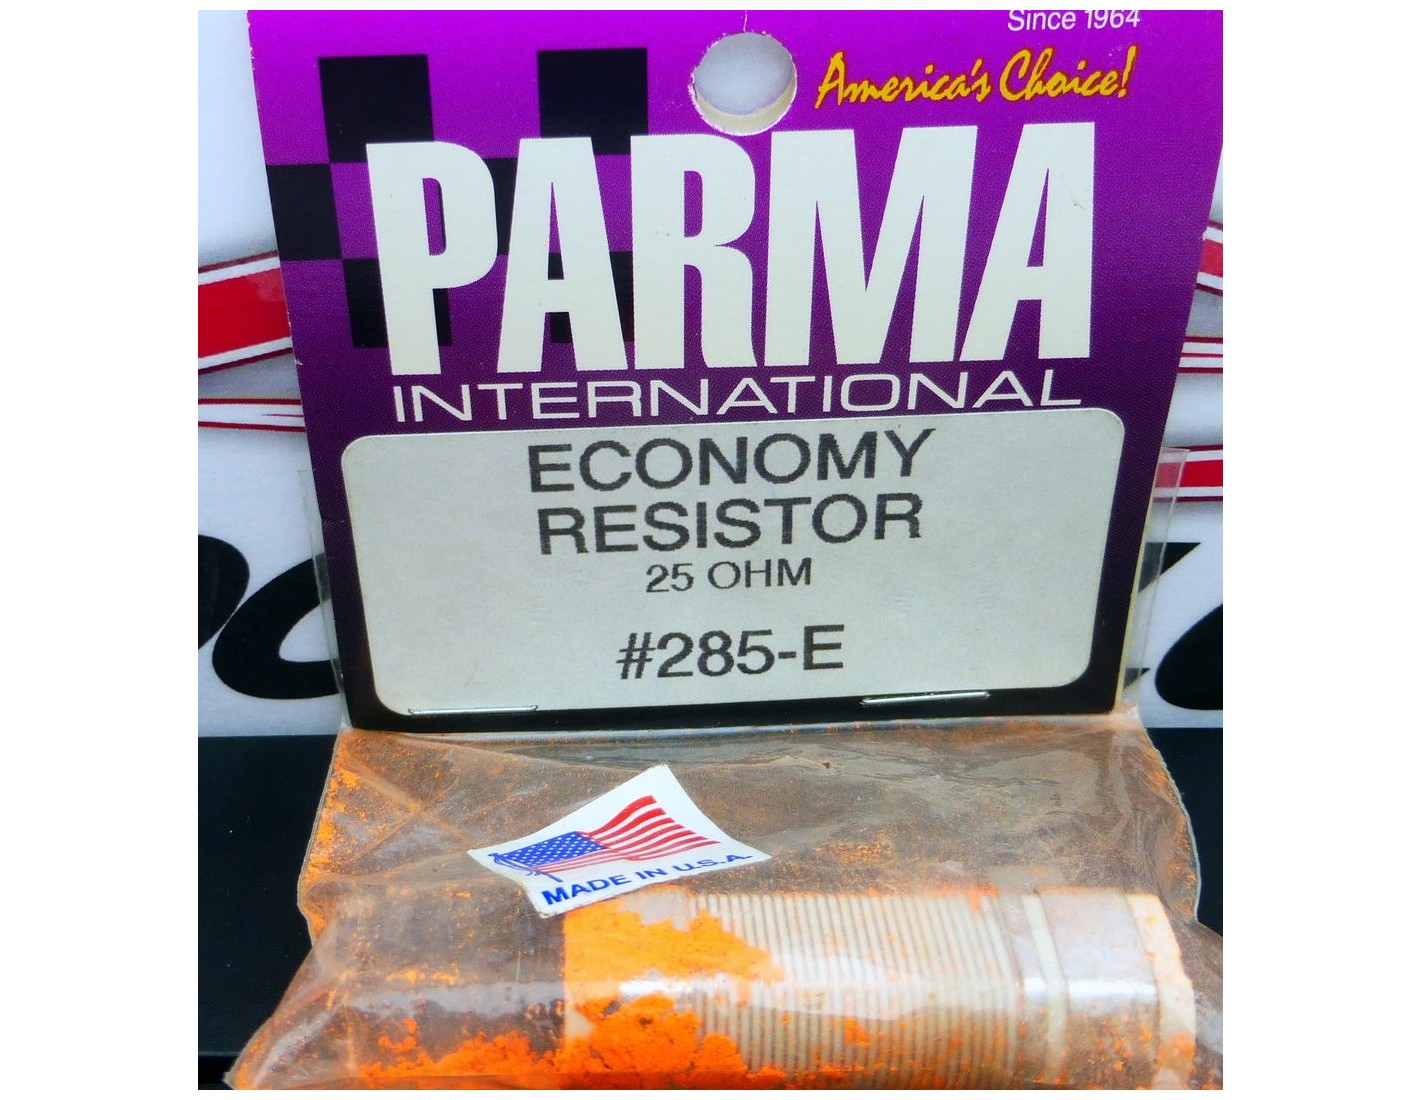 Since 1964
America's Choice!
PARMA
INTERNATIONAL
ECONOMY
RESISTOR
25 OHM
#285-E
MADE IN U.S.A.